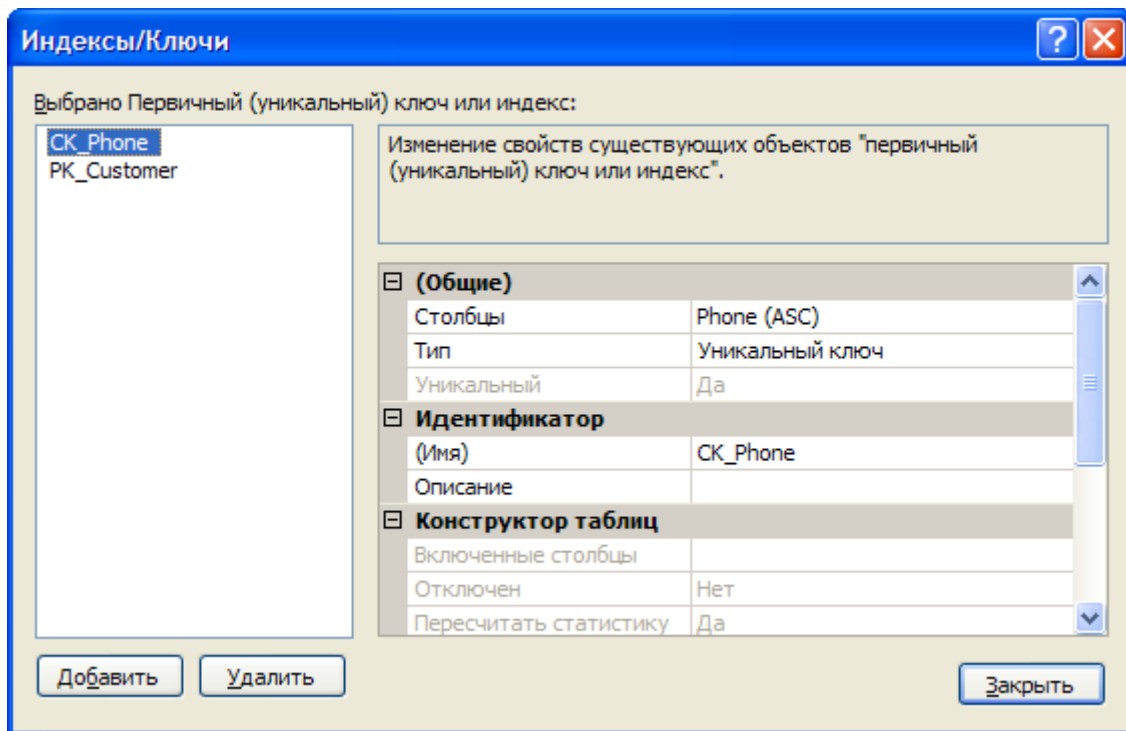 Индексы/Ключи
Выбрано Первичный (уникальный) ключ или индекс:
CK_Phone
PK_Customer
Изменение свойств существующих объектов "первичный
(уникальный) ключ или индекс".
(Общие)
Столбцы Phone (ASC)
Тип Уникальный ключ
Уникальный Да
Идентификатор
(Имя) CK_Phone
Описание
Конструктор таблиц
Включенные столбцы
Отключен Нет
Пересчитать статистику Да
Добавить Удалить
Закрыть